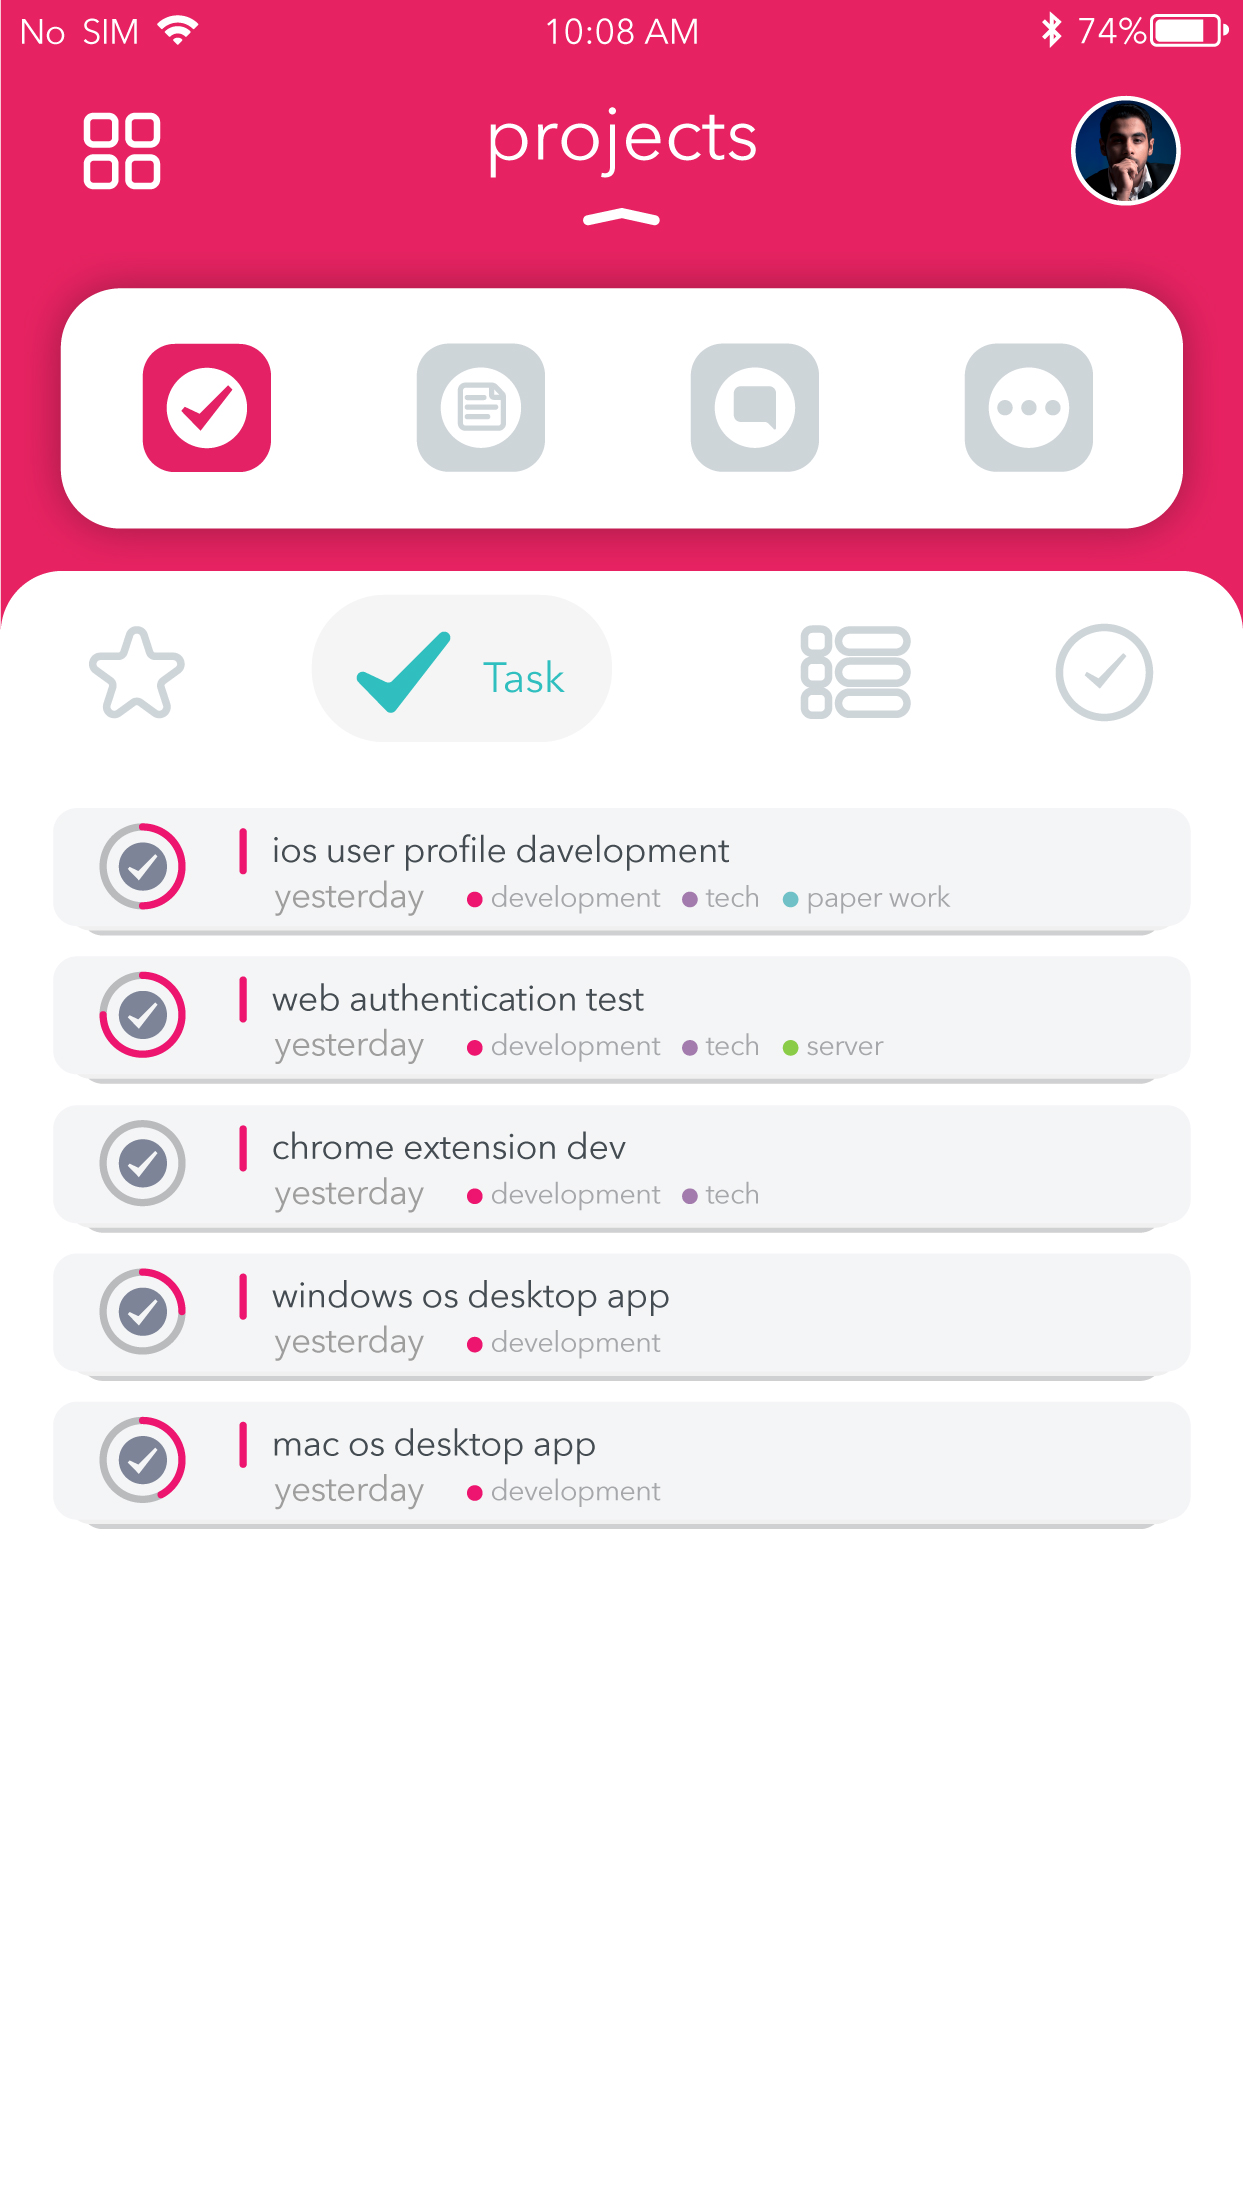 No SIM 10:08 AM 74%
projects
Task
ios user profile davelopment
yesterday development tech paper work
web authentication test
yesterday development tech server
chrome extension dev
yesterday development tech
windows os desktop app
yesterday development
mac os desktop app
yesterday development